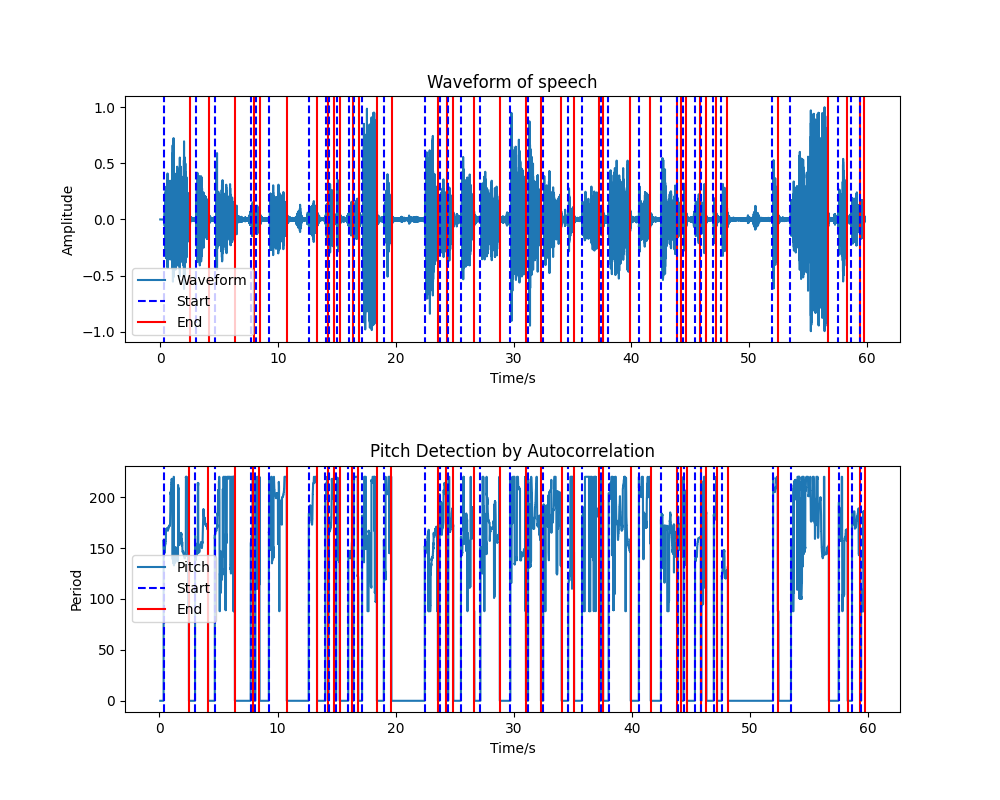 Waveform of speech
1.0
0.5
0.0
−0.5
−1.0
Amplitude
Waveform
Start
End
0 10 20 30 40 50 60
Time/s
Pitch Detection by Autocorrelation
200
150
100
50
0
Period
Pitch
Start
End
0 10 20 30 40 50 60
Time/s